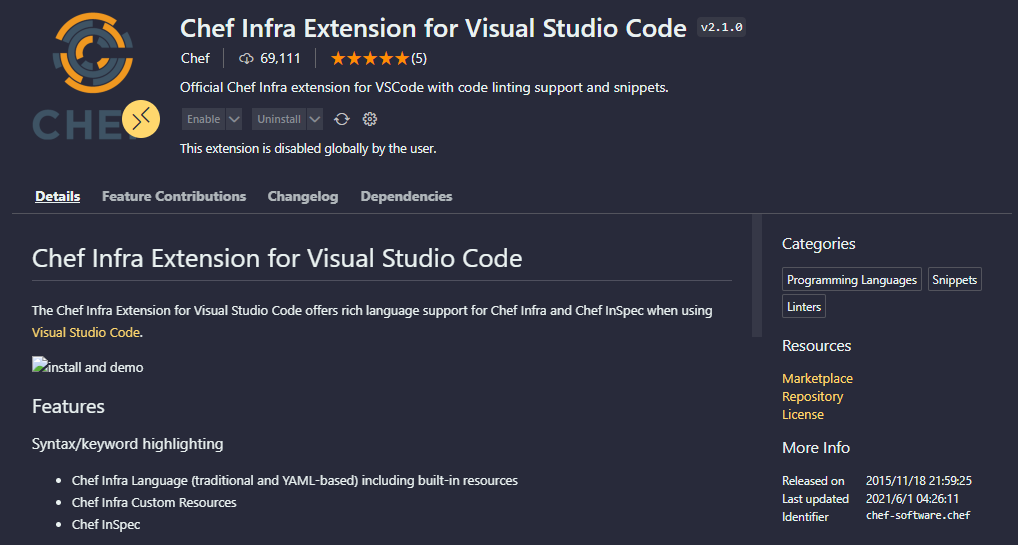 Chef Infra Extension for Visual Studio Code v2.1.0
Chef 69,111 (5)
Official Chef Infra extension for VSCode with code linting support and snippets.
CHE
Enable Uninstall
This extension is disabled globally by the user.
Details Feature Contributions Changelog Dependencies
Chef Infra Extension for Visual Studio Code
The Chef Infra Extension for Visual Studio Code offers rich language support for Chef Infra and Chef InSpec when using
Visual Studio Code.
install and demo
Features
Syntax/keyword highlighting
• Chef Infra Language (traditional and YAML-based) including built-in resources
• Chef Infra Custom Resources
• Chef InSpec
Categories
Programming Languages Snippets
Linters
Resources
Marketplace
Repository
License
More Info
Released on 2015/11/18 21:59:25
Last updated 2021/6/1 04:26:11
Identifier chef-software.chef